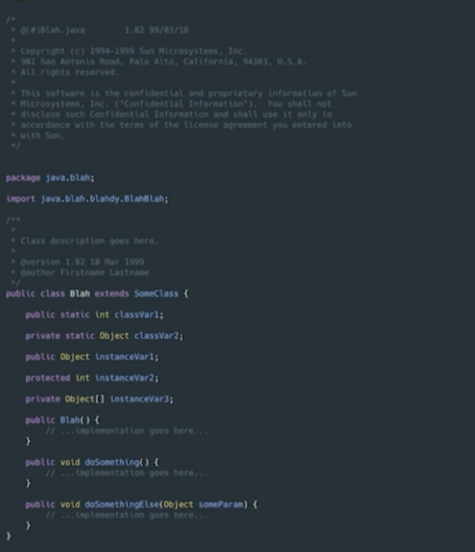 /*
 * @(#)Blah.java        1.82 99/03/18
 *
 * Copyright (c) 1994-1999 Sun Microsystems, Inc.
 * 901 San Antonio Road, Palo Alto, California, 94303, U.S.A.
 * All rights reserved.
 *
 * This software is the confidential and proprietary information of Sun
 * Microsystems, Inc. ("Confidential Information").  You shall not
 * disclose such Confidential Information and shall use it only in
 * accordance with the terms of the license agreement you entered into
 * with Sun.
 */
package java.blah;
import java.blah.blahdy.BlahBlah;
/**
 *
 * Class description goes here.
 *
 * @version 1.82 18 Mar 1999
 * @author Firstname Lastname
 */
public class Blah extends SomeClass {
    public static int classVar1;
    private static Object classVar2;
    public Object instanceVar1;
    protected int instanceVar2;
    private Object[] instanceVar3;
    public Blah() {
        // ...implementation goes here...
    }
    public void doSomething() {
        // ...implementation goes here...
    }
    public void doSomethingElse(Object someParam) {
        // ...implementation goes here...
    }
}